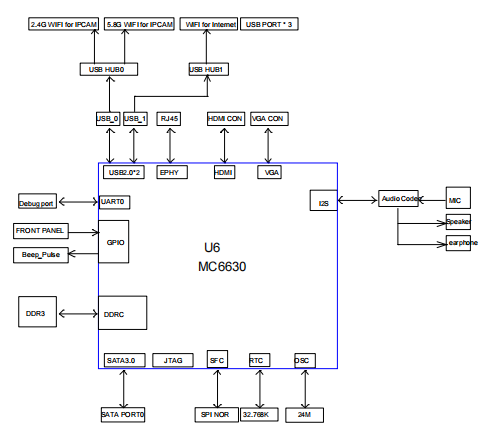 2.4G WIFI for IPCAM 5.8G WIFI for IPCAM WIFI for Internet USB PORT * 3
USB HUB0 USB HUB1
USB_0 USB_1 RJ45 HDMI CON VGA CON
USB2.0*2 EPHY HDMI VGA
Debug port UART0 I2S Audio Codec MIC
Speaker
FRONT PANEL GPIO
earphone
Beep_Pulse
U6
MC6630
DDR3 DDRC
SATA3.0 JTAG SFC RTC OSC
SATA PORT0 SPI NOR 32.768K 24M